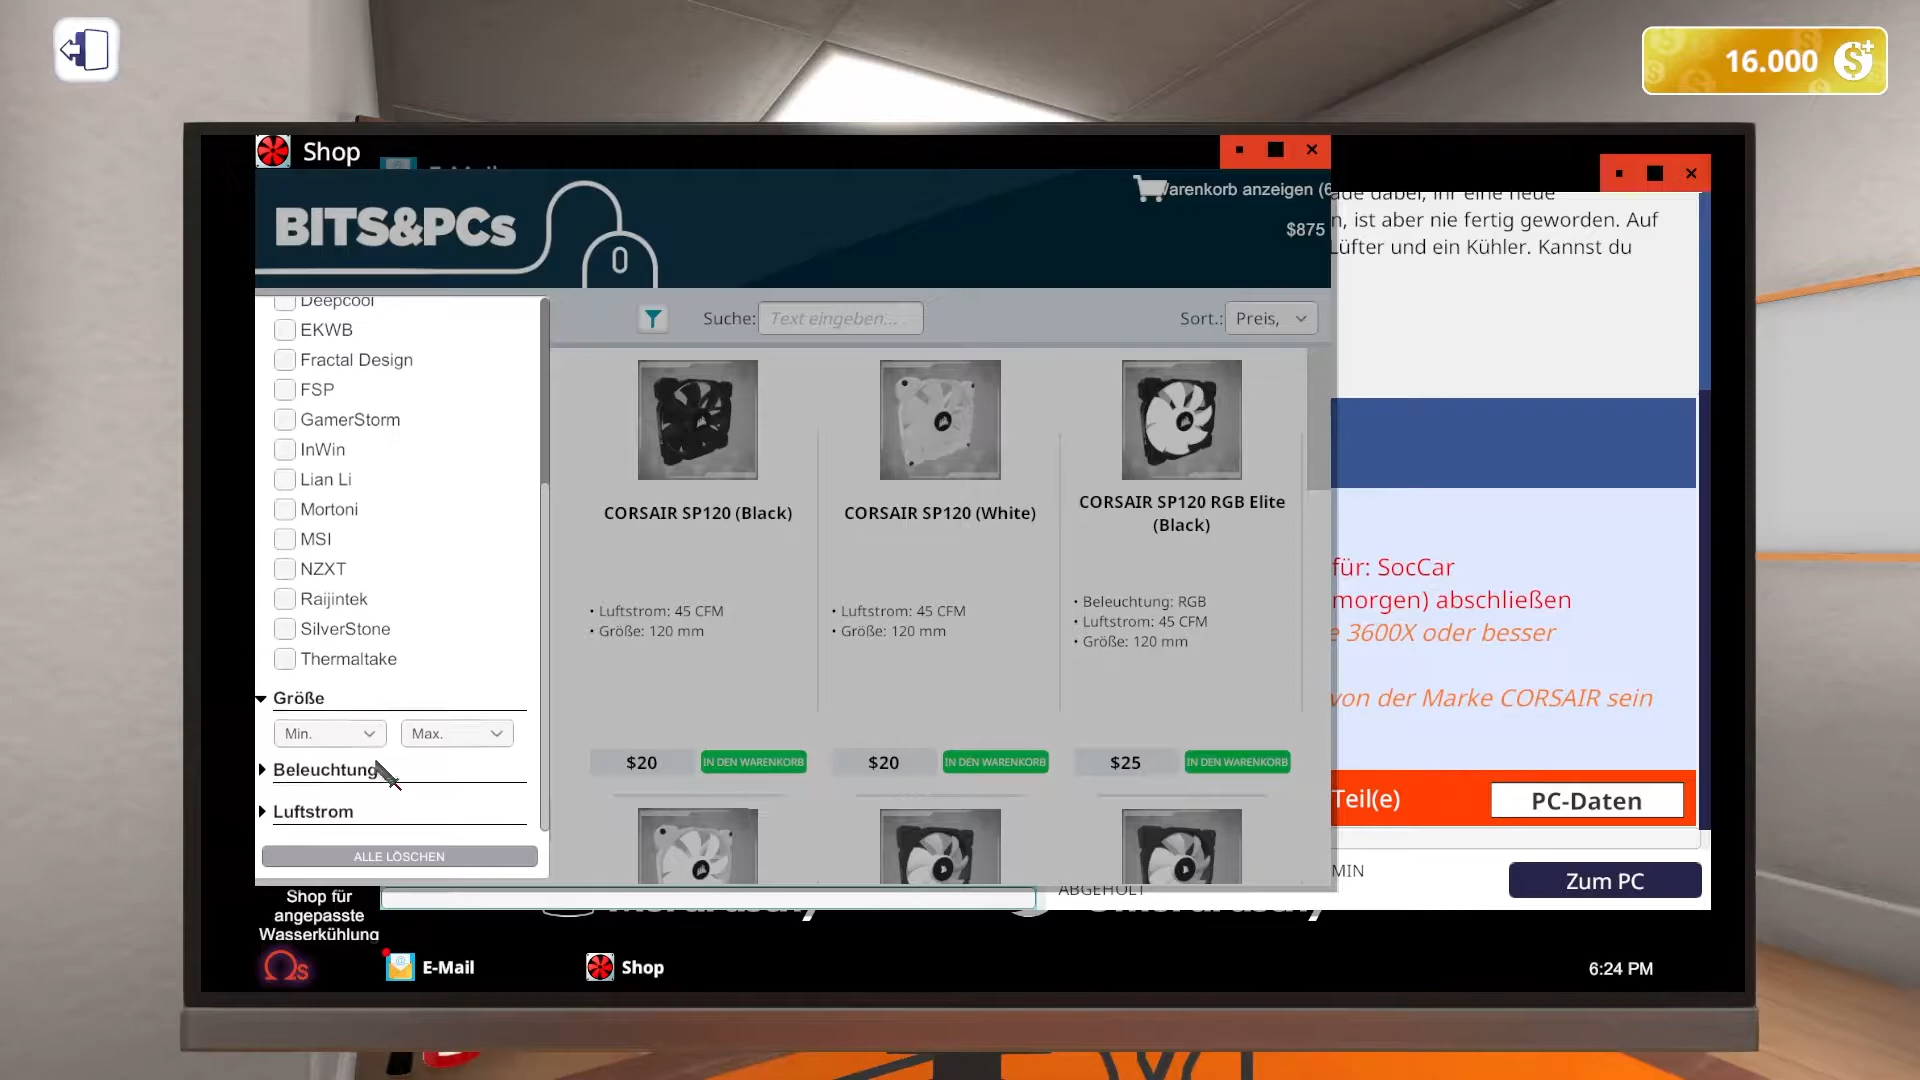 16.000
Shop
BITS&PCs
arenkorb anzeigen (6
$875
Deepcool
EKWB
Fractal Design
FSP
GamerStorm
InWin
Lian Li
Mortoni
MSI
NZXT
Raijintek
SilverStone
Thermaltake
Größe
Min.
Max.
Beleuchtung
Luftstrom
ALLE LÖSCHEN
Suche:
Text eingeben...
Sort.:
Preis,
CORSAIR SP120 (Black)
• Luftstrom: 45 CFM
• Größe: 120 mm
$20
IN DEN WARENKORB
CORSAIR SP120 (White)
• Luftstrom: 45 CFM
• Größe: 120 mm
$20
IN DEN WARENKORB
CORSAIR SP120 RGB Elite
(Black)
• Beleuchtung: RGB
• Luftstrom: 45 CFM
• Größe: 120 mm
$25
IN DEN WARENKORB
ade dabei, ihr eine neue
n, ist aber nie fertig geworden. Auf
Lüfter und ein Kühler. Kannst du
für: SocCar
morgen) abschließen
e 3600X oder besser
von der Marke CORSAIR sein
Teil(e)
PC-Daten
MIN
ABGEHOLT
Zum PC
Shop für
angepasste
Wasserkühlung
E-Mail
Shop
6:24 PM